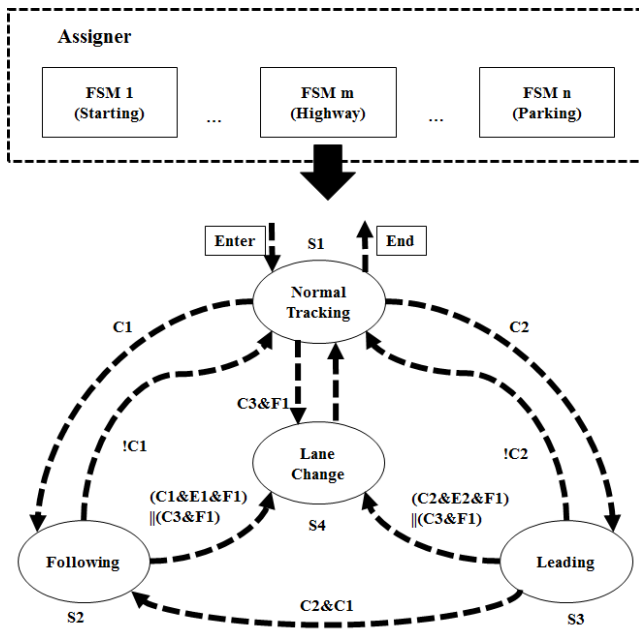 Assigner
FSM 1
(Starting)
...
FSM m
(Highway)
...
FSM n
(Parking)
Enter
S1
End
Normal
Tracking
C1
C2
C3&F1
!C1
!C2
Lane
Change
(C1&E1&F1)
||(C3&F1)
(C2&E2&F1)
||(C3&F1)
S4
Following
Leading
C2&C1
S2
S3